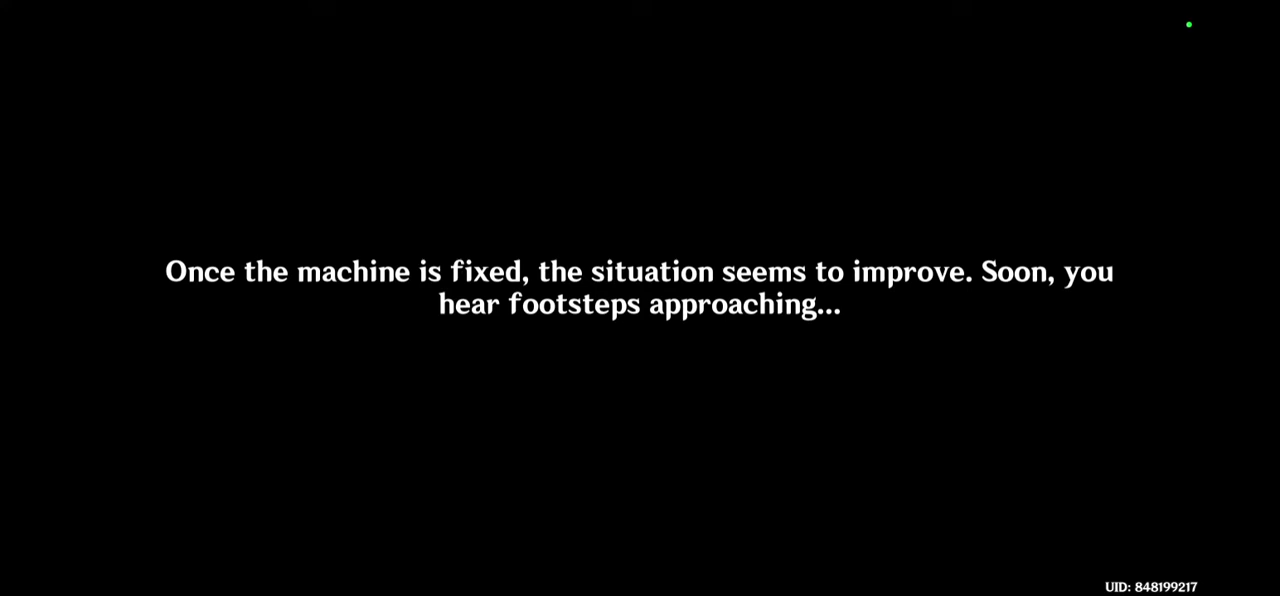 Once the machine is fixed, the situation seems to improve. Soon, you
hear footsteps approaching...
UID: 848199217